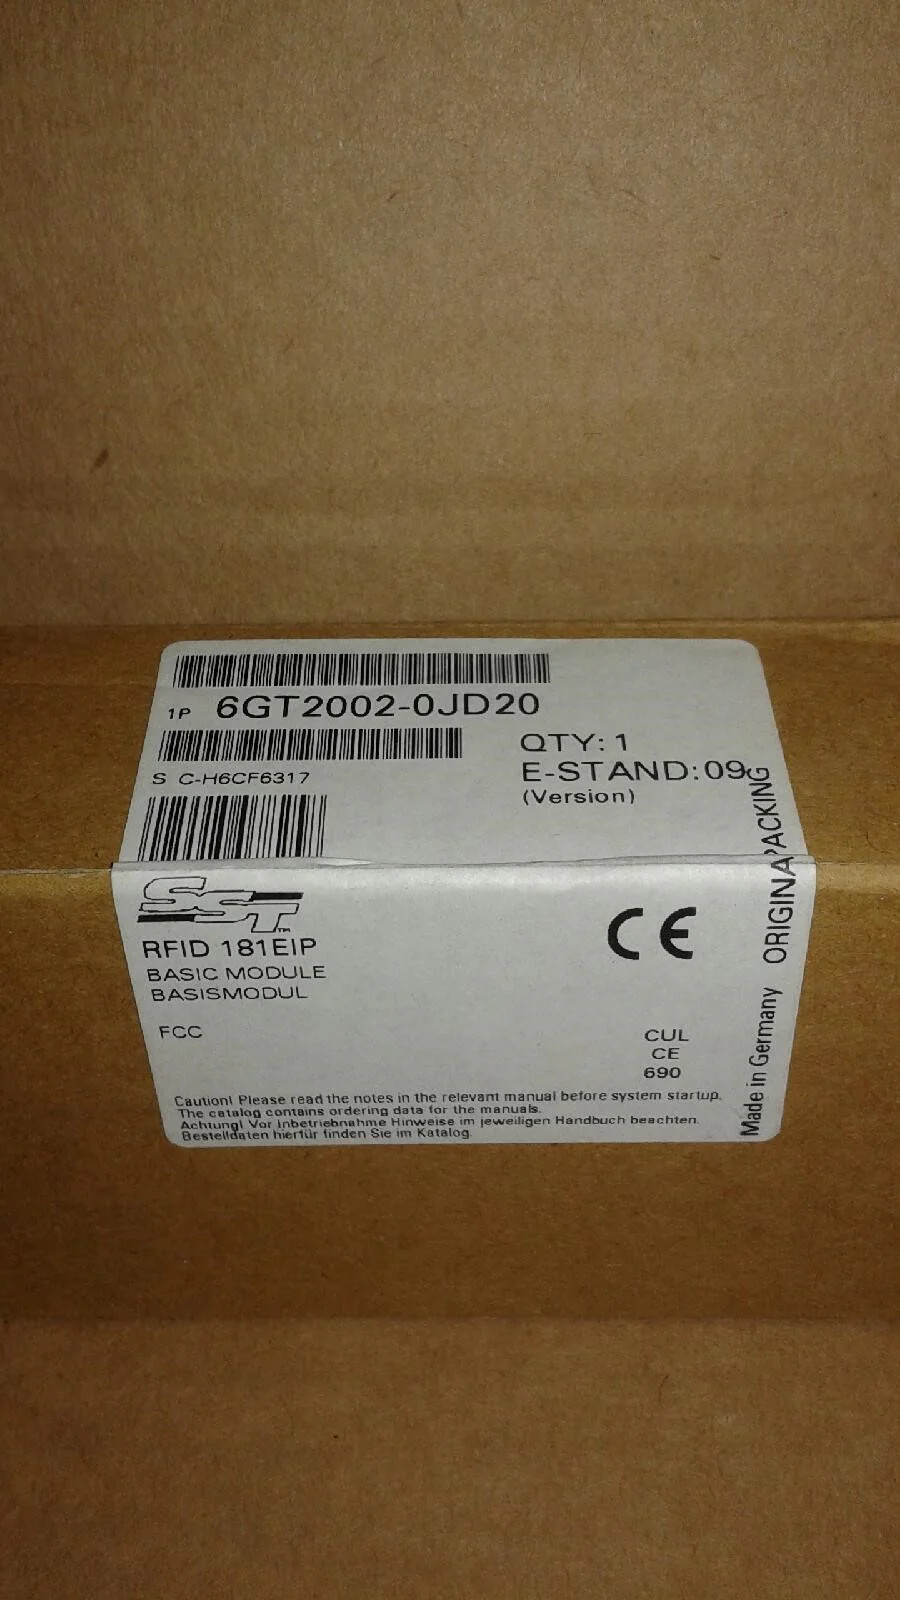 1P 6GT2002-0JD20
QTY: 1
S C-H6CF6317
E-STAND: 09
(Version)
SST™
RFID 181EIP
BASIC MODULE
BASISMODUL
CE
FCC
CUL
CE
690
Caution! Please read the notes in the relevant manual before system startup.
The catalog contains ordering data for the manuals.
Achtung! Vor Inbetriebnahme Hinweise im jeweiligen Handbuch beachten.
Bestelldaten hierfür finden Sie im Katalog.
Made in Germany ORIGINA PACKING